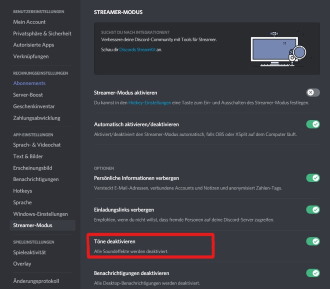 BENUTZEREINSTELLUNGEN
Mein Account
Privatsphäre & Sicherheit
Autorisierte Apps
Verknüpfungen
RECHNUNGSEINSTELLUNGEN
Abonnements
Server-Boost
Geschenkinventar
Zahlungsabwicklung
APP-EINSTELLUNGEN
Sprach- & Videochat
Text & Bilder
Erscheinungsbild
Benachrichtigungen
Hotkeys
Sprache
Windows-Einstellungen
Streamer-Modus
SPIELEINSTELLUNGEN
Spielaktivität
Overlay
Änderungsprotokoll
STREAMER-MODUS
SUCHST DU NACH INTEGRATIONEN?
Verbessere deine Discord-Community mit Tools für Streamer.
Schau dir Discords StreamKit an.
Streamer-Modus aktivieren
Du kannst in den Hotkey-Einstellungen eine Taste zum Ein- und Ausschalten des Streamer-Modus festlegen.
Automatisch aktivieren/deaktivieren
Aktiviert/deaktiviert den Streamer-Modus automatisch, falls OBS oder XSplit auf dem Computer läuft.
OPTIONEN
Persönliche Informationen verbergen
Versteckt E-Mail-Adressen, verbundene Accounts und Notizen und anonymisiert Zahlen-Tags.
Einladungslinks verbergen
Empfohlen, wenn du nicht willst, dass fremde Personen auf deine Discord-Server zugreifen.
Töne deaktivieren
Alle Soundeffekte werden deaktiviert.
Benachrichtigungen deaktivieren
Alle Desktop-Benachrichtigungen werden deaktiviert.